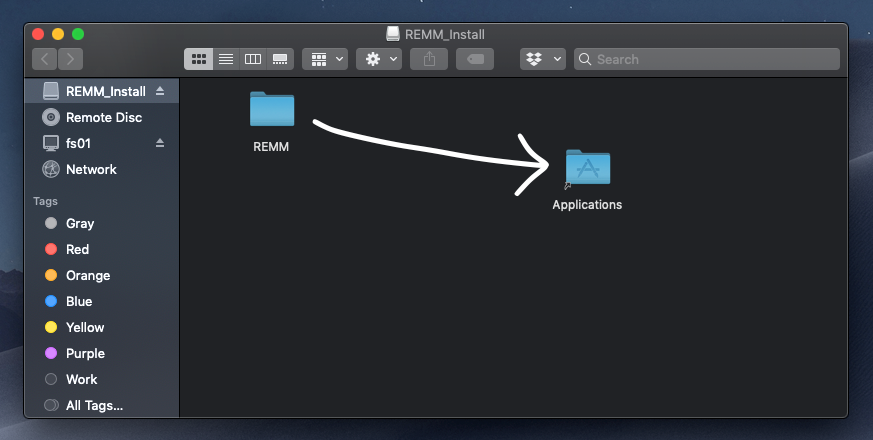 REMM_Install
Search
REMM_Install
Remote Disc
fs01
Network
Tags
Gray
Red
Orange
Blue
Yellow
Purple
Work
All Tags...
REMM
Applications